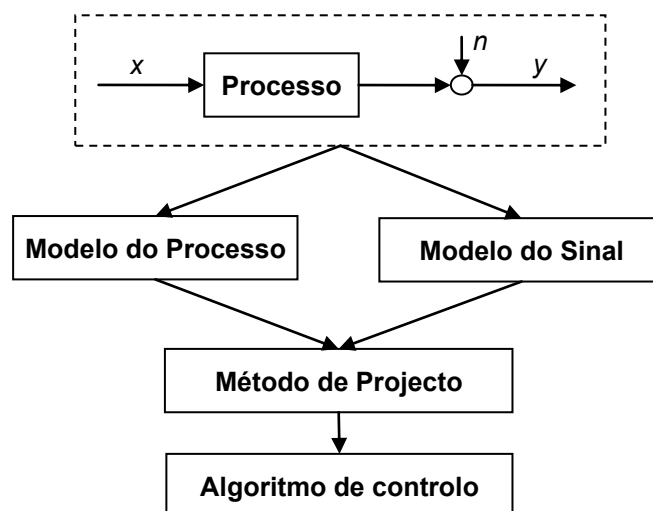 n
x
y
Processo
Modelo do Processo
Modelo do Sinal
Método de Projecto
Algoritmo de controlo